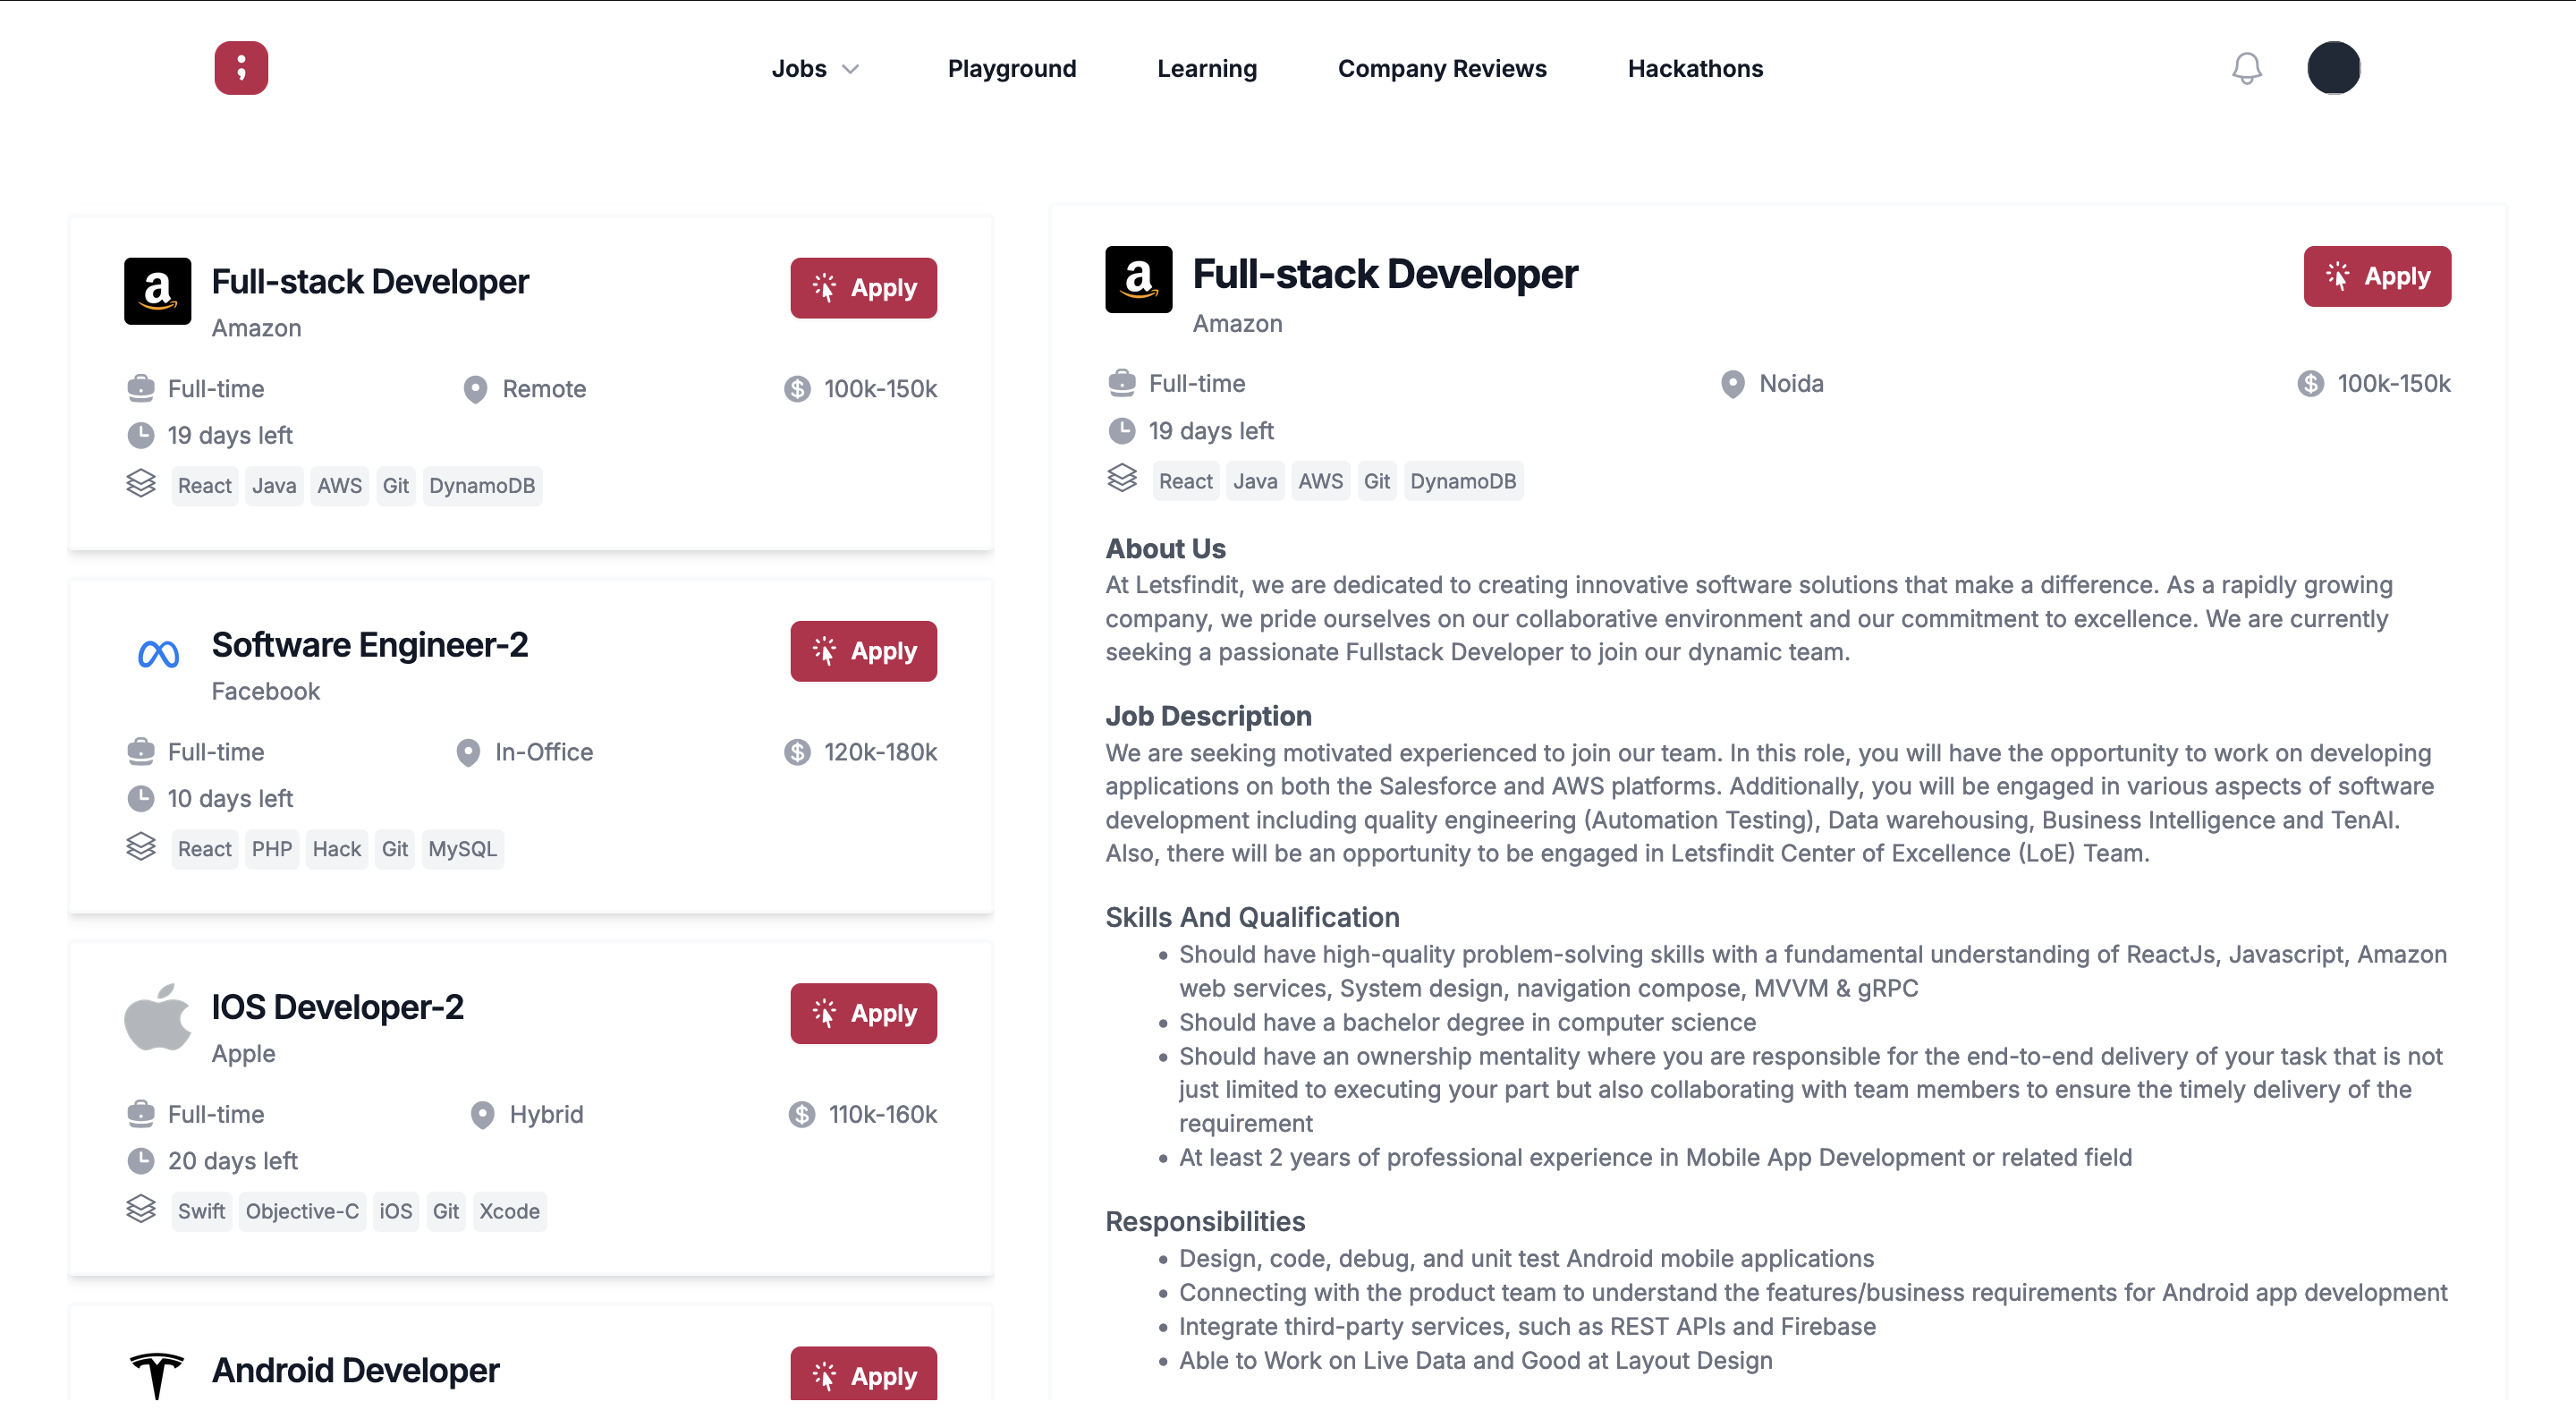 Jobs
Playground
Learning
Company Reviews
Hackathons
Full-stack Developer
Apply
Amazon
Full-time
Remote
100k-150k
19 days left
React Java AWS Git DynamoDB
Software Engineer-2
Apply
Facebook
Full-time
In-Office
120k-180k
10 days left
React PHP Hack Git MySQL
IOS Developer-2
Apply
Apple
Full-time
Hybrid
110k-160k
20 days left
Swift Objective-C iOS Git Xcode
Android Developer
Apply
Full-stack Developer
Apply
Amazon
Full-time
Noida
100k-150k
19 days left
React Java AWS Git DynamoDB
About Us
At Letsfindit, we are dedicated to creating innovative software solutions that make a difference. As a rapidly growing
company, we pride ourselves on our collaborative environment and our commitment to excellence. We are currently
seeking a passionate Fullstack Developer to join our dynamic team.
Job Description
We are seeking motivated experienced to join our team. In this role, you will have the opportunity to work on developing
applications on both the Salesforce and AWS platforms. Additionally, you will be engaged in various aspects of software
development including quality engineering (Automation Testing), Data warehousing, Business Intelligence and TenAI.
Also, there will be an opportunity to be engaged in Letsfindit Center of Excellence (LoE) Team.
Skills And Qualification
• Should have high-quality problem-solving skills with a fundamental understanding of ReactJs, Javascript, Amazon
web services, System design, navigation compose, MVVM & gRPC
• Should have a bachelor degree in computer science
• Should have an ownership mentality where you are responsible for the end-to-end delivery of your task that is not
just limited to executing your part but also collaborating with team members to ensure the timely delivery of the
requirement
• At least 2 years of professional experience in Mobile App Development or related field
Responsibilities
• Design, code, debug, and unit test Android mobile applications
• Connecting with the product team to understand the features/business requirements for Android app development
• Integrate third-party services, such as REST APIs and Firebase
• Able to Work on Live Data and Good at Layout Design